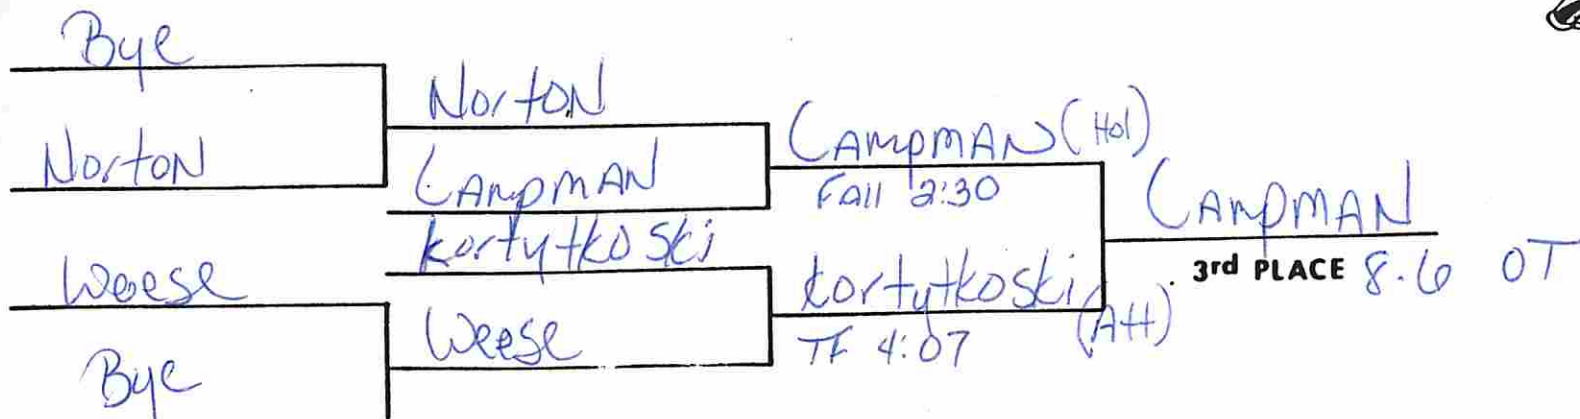 Bye
Norton
Norton
Campman (Hol)
Campman
Fall 2:30
Campman
Kortytkoski
3rd PLACE 8-6 OT
Weese
Kortytkoski (Att)
Weese
TF 4:07
Bye